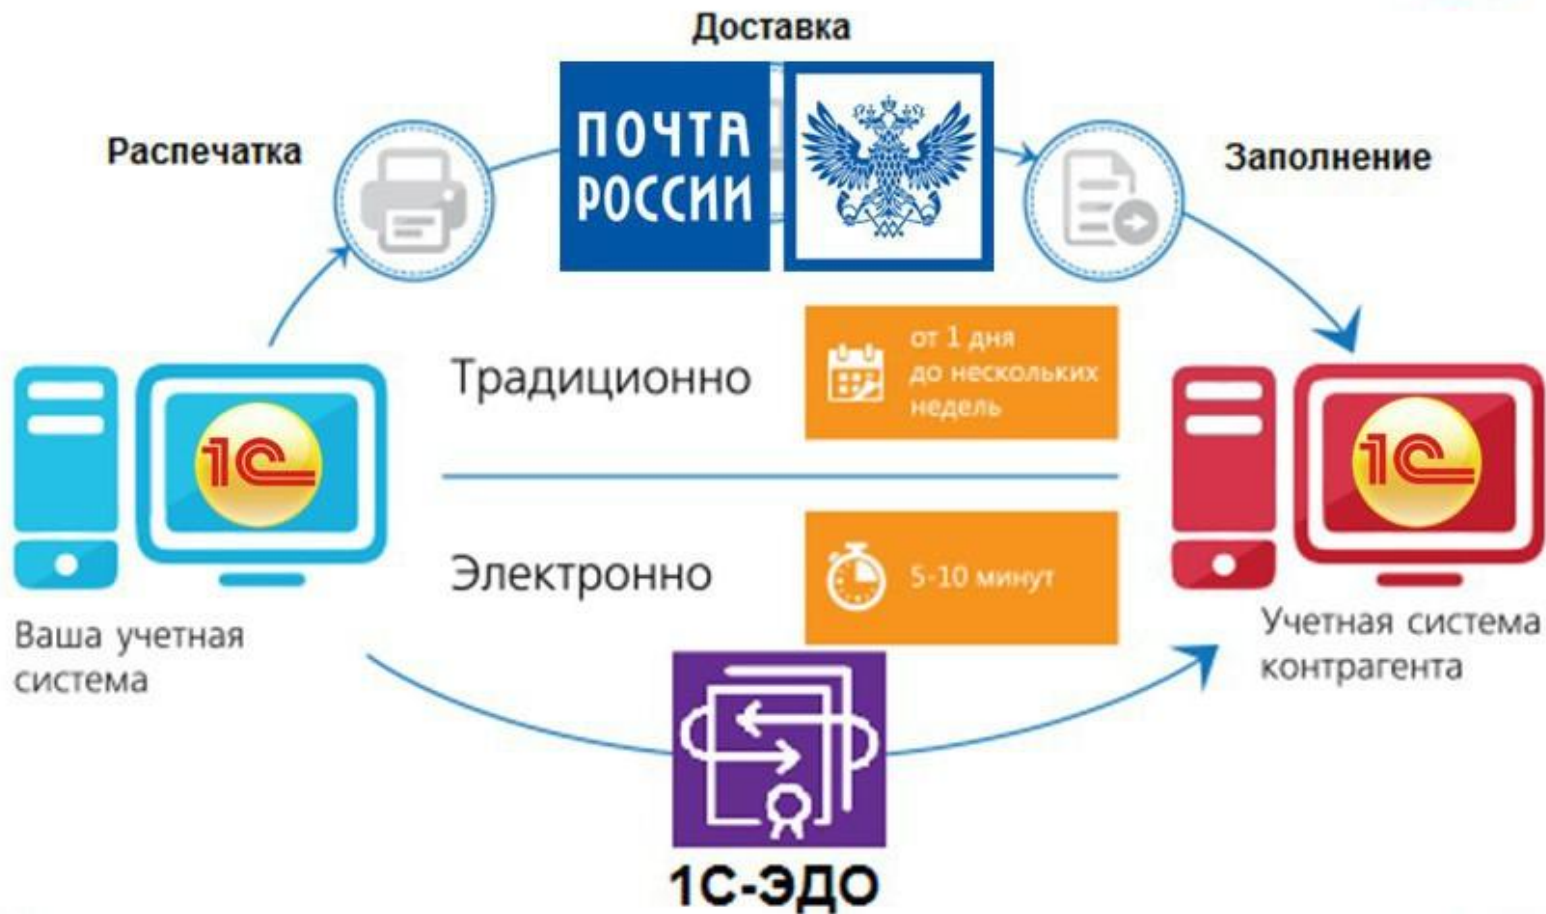 Доставка
ПОЧТА
РОССИИ
Распечатка
Заполнение
Традиционно
от 1 дня
до нескольких
недель
1С
1С
Электронно
5-10 минут
Ваша учетная
система
Учетная система
контрагента
1С-ЭДО